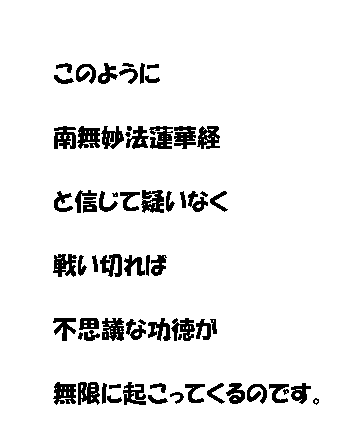 このように
南無妙法蓮華経
と信じて疑いなく
戦い切れば
不思議な功徳が
無限に起こってくるのです。